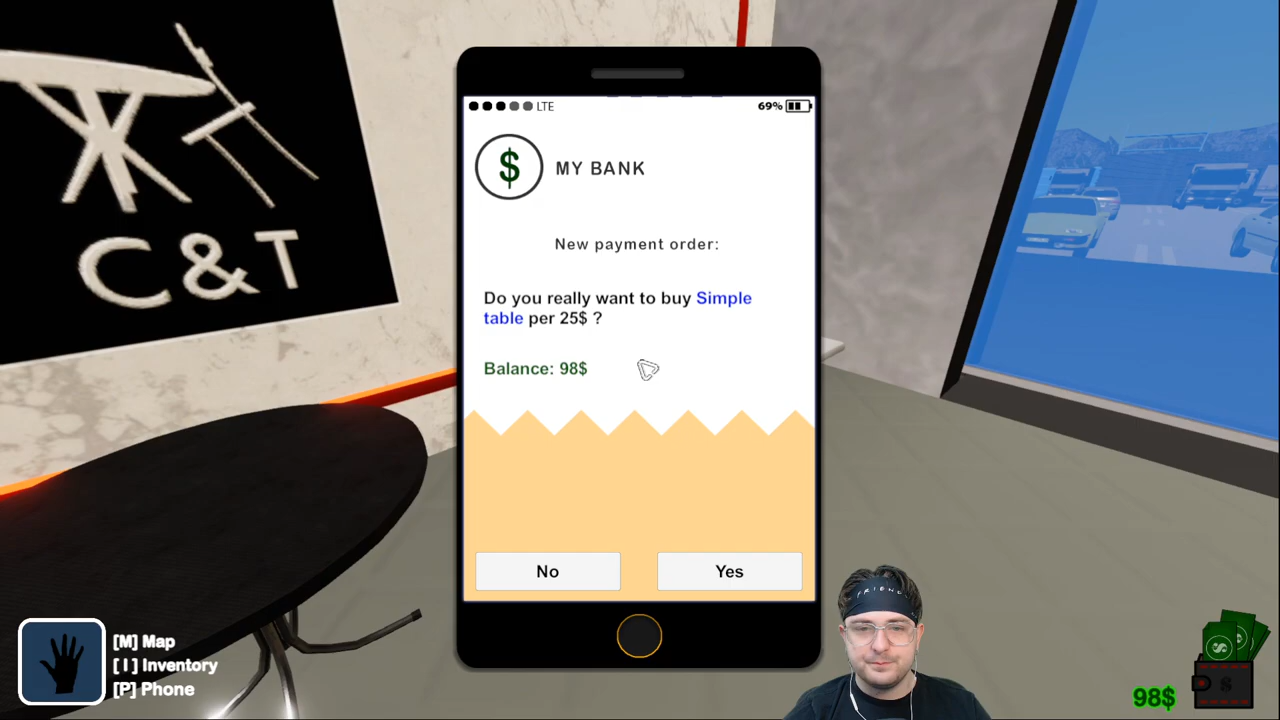 C&T
LTE
69%
$
MY BANK
New payment order:
Do you really want to buy Simple
table per 25$ ?
Balance: 98$
No
Yes
[M] Map
[ I ] Inventory
[P] Phone
98$